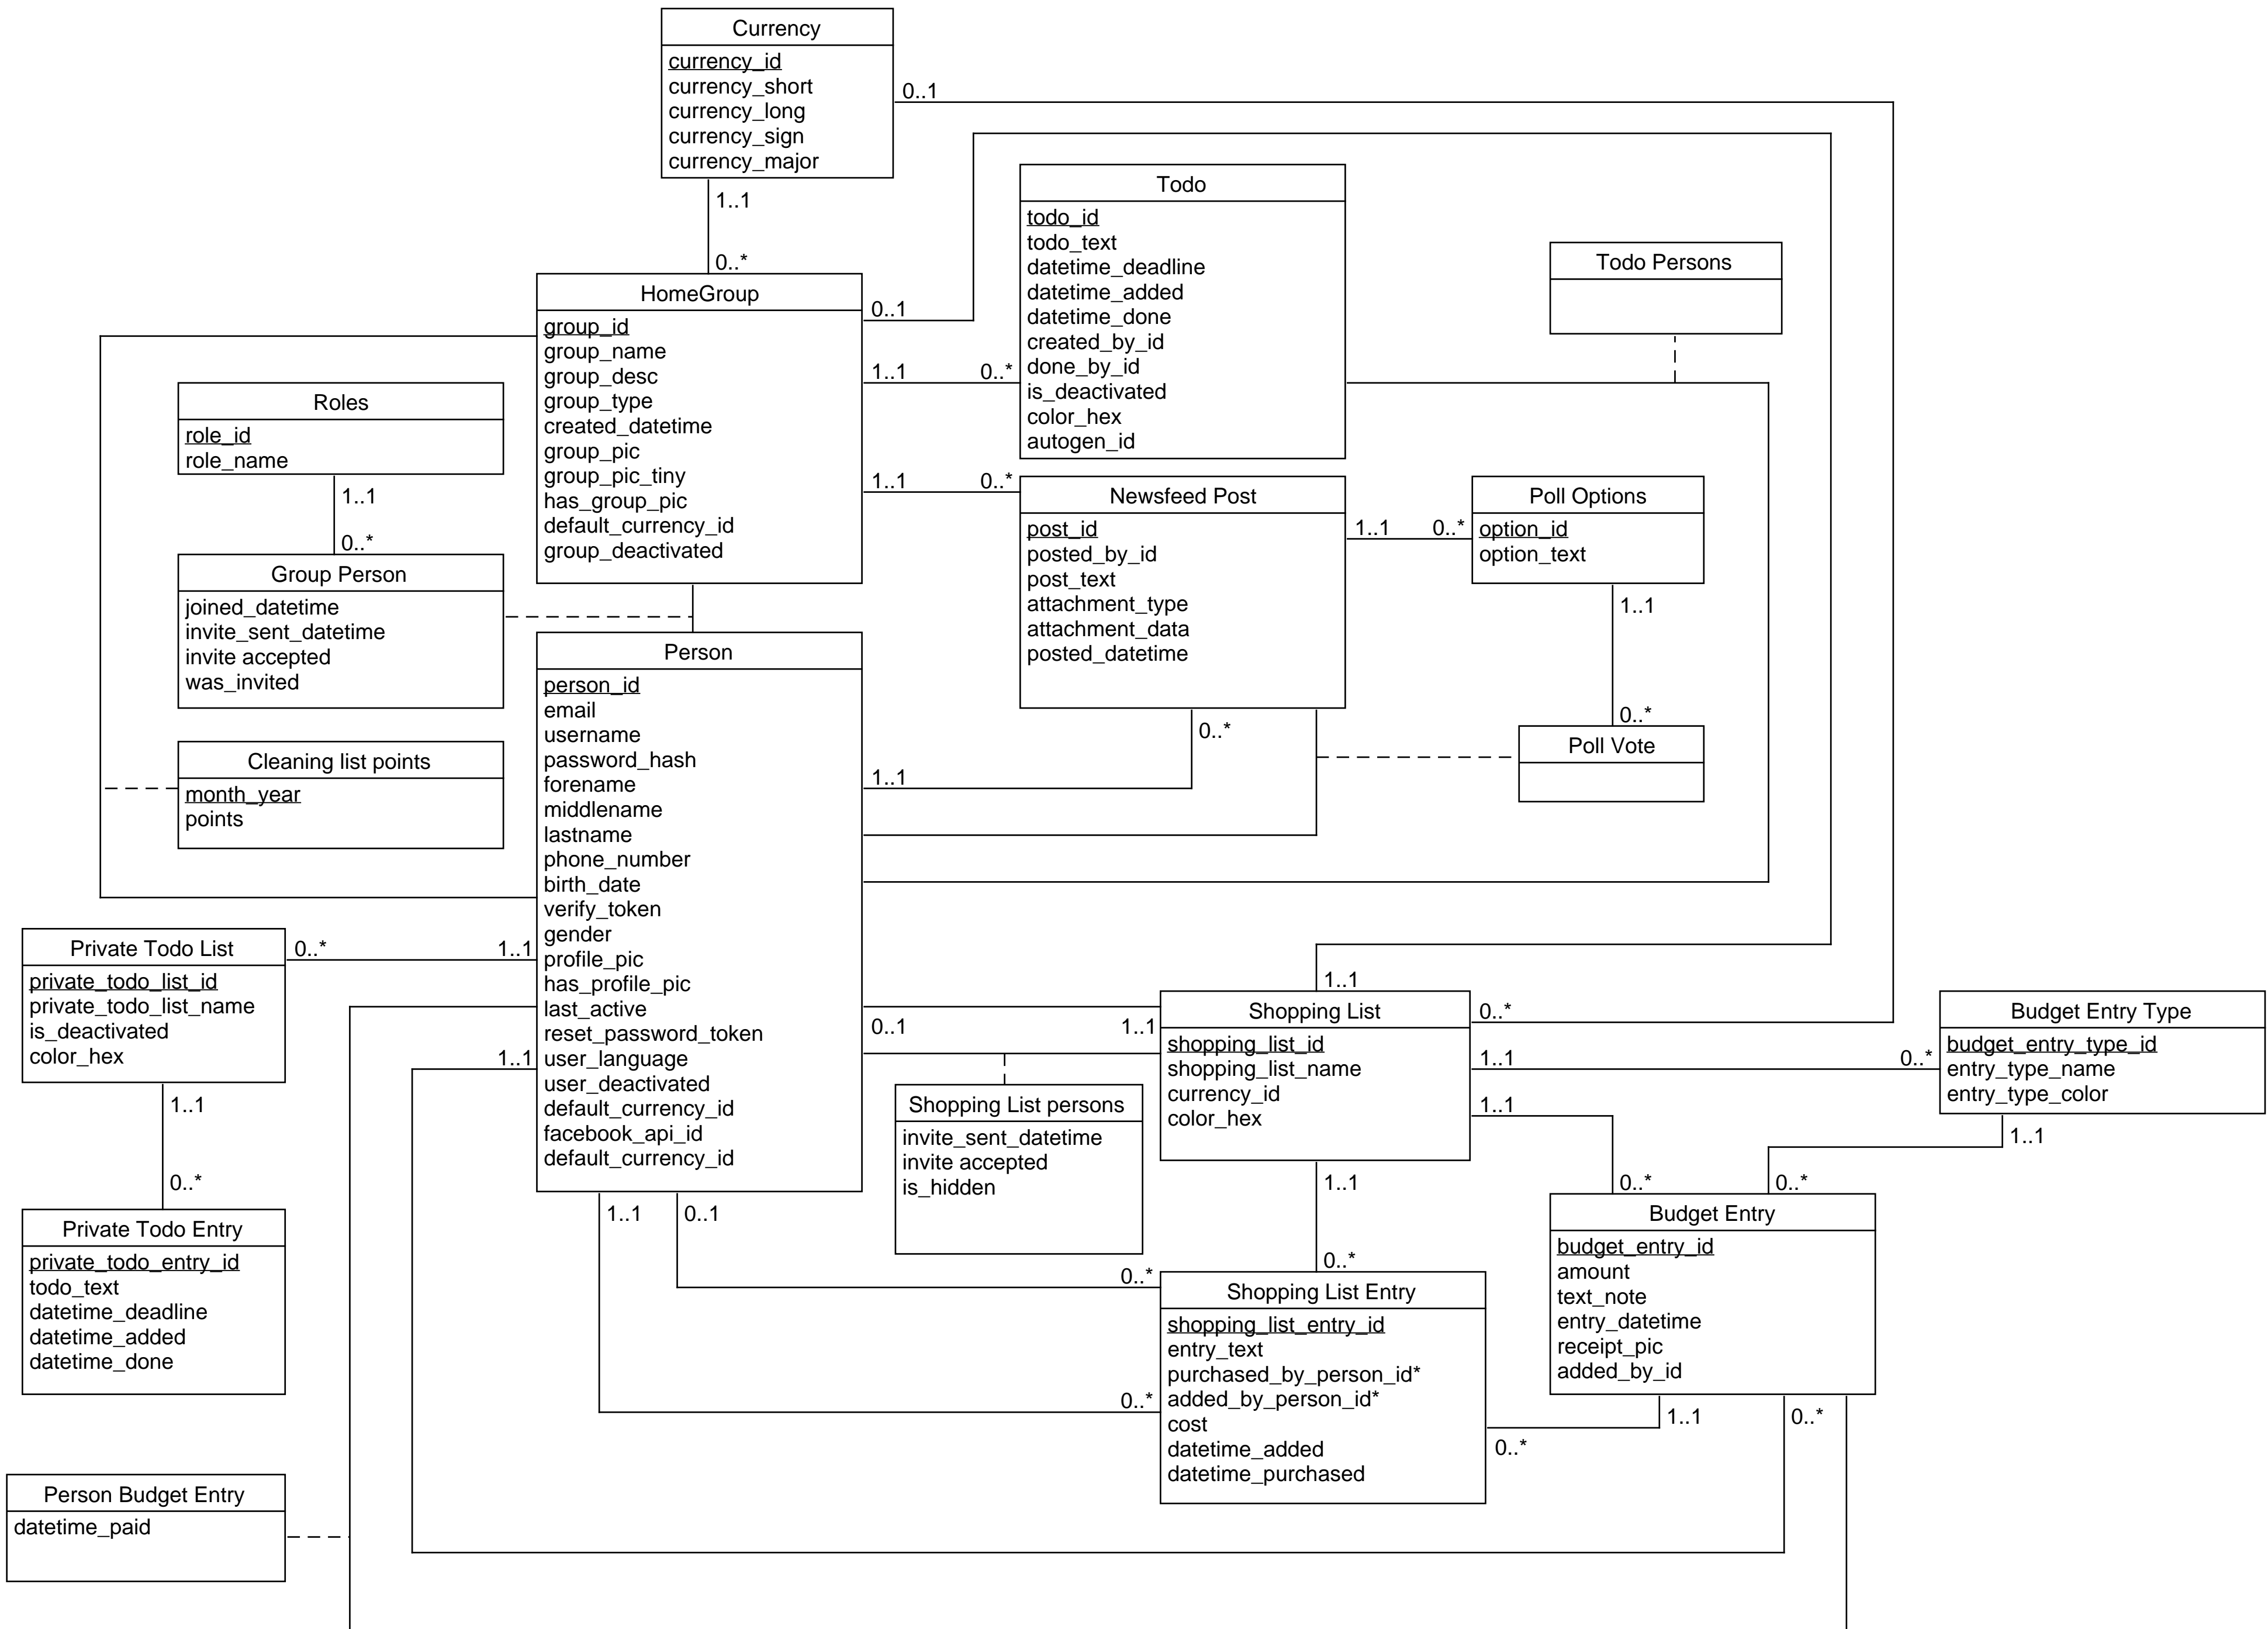 Currency
currency_id
currency_short
currency_long
currency_sign
currency_major
0..1
1..1
0..*
HomeGroup
group_id
group_name
group_desc
group_type
created_datetime
group_pic
group_pic_tiny
has_group_pic
default_currency_id
group_deactivated
0..1
1..1
0..*
1..1
0..*
Todo
todo_id
todo_text
datetime_deadline
datetime_added
datetime_done
created_by_id
done_by_id
is_deactivated
color_hex
autogen_id
Todo Persons
Roles
role_id
role_name
1..1
0..*
Group Person
joined_datetime
invite_sent_datetime
invite accepted
was_invited
Cleaning list points
month_year
points
Newsfeed Post
post_id
posted_by_id
post_text
attachment_type
attachment_data
posted_datetime
1..1
0..*
Poll Options
option_id
option_text
1..1
0..*
Poll Vote
0..*
1..1
Person
person_id
email
username
password_hash
forename
middlename
lastname
phone_number
birth_date
verify_token
gender
profile_pic
has_profile_pic
last_active
reset_password_token
user_language
user_deactivated
default_currency_id
facebook_api_id
default_currency_id
Private Todo List
private_todo_list_id
private_todo_list_name
is_deactivated
color_hex
0..*
1..1
1..1
1..1
0..*
Private Todo Entry
private_todo_entry_id
todo_text
datetime_deadline
datetime_added
datetime_done
Person Budget Entry
datetime_paid
0..1
1..1
1..1
Shopping List persons
invite_sent_datetime
invite accepted
is_hidden
Shopping List
shopping_list_id
shopping_list_name
currency_id
color_hex
0..*
1..1
0..*
1..1
Budget Entry Type
budget_entry_type_id
entry_type_name
entry_type_color
1..1
0..*
0..*
Budget Entry
budget_entry_id
amount
text_note
entry_datetime
receipt_pic
added_by_id
1..1
0..*
1..1
0..1
1..1
0..*
0..*
0..*
Shopping List Entry
shopping_list_entry_id
entry_text
purchased_by_person_id*
added_by_person_id*
cost
datetime_added
datetime_purchased
0..*